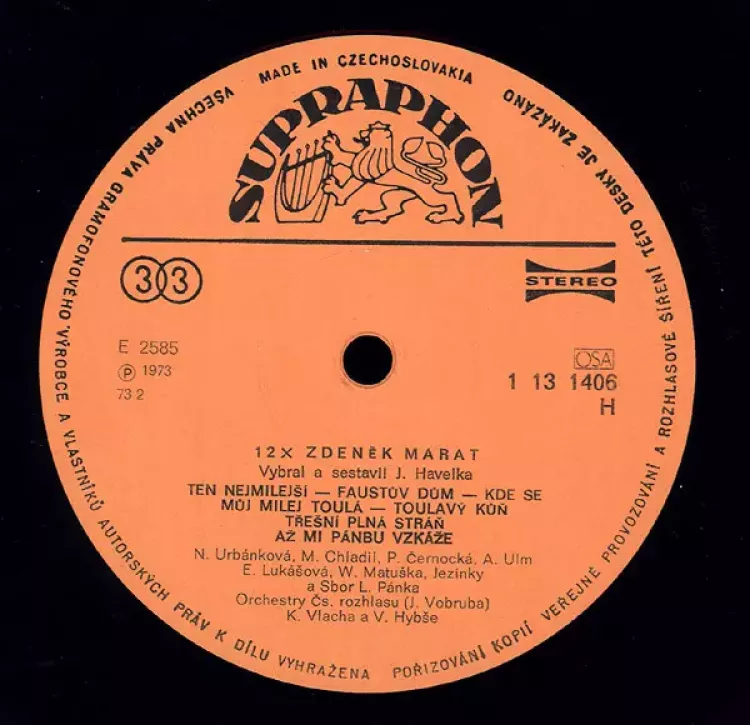 MADE IN CZECHOSLOVAKIA
SUPRAPHON
33
STEREO
E 2585
Ⓟ 1973
73 2
OSA
1 13 1406
H
12× ZDENĚK MARAT
Vybral a sestavil J. Havelka
TEN NEJMILEJŠÍ — FAUSTŮV DŮM — KDE SE
MŮJ MILEJ TOULÁ — TOULAVÝ KŮŇ
TŘEŠNÍ PLNÁ STRÁŇ
AŽ MI PÁNBU VZKÁŽE
N. Urbánková, M. Chladil, P. Černocká, A. Ulm
E. Lukášová, W. Matuška, Jezinky
a Sbor L. Pánka
Orchestry Čs. rozhlasu (J. Vobruba)
K. Vlacha a V. Hybše
VŠECHNA PRÁVA GRAMOFONOVÉHO VÝROBCE A VLASTNÍKŮ AUTORSKÝCH PRÁV K DÍLU VYHRAŽENA POŘIZOVÁNÍ KOPIÍ VEŘEJNÉ PROVOZOVÁNÍ A ROZHLASOVÉ ŠÍŘENÍ TÉTO DESKY JE ZAKÁZÁNO